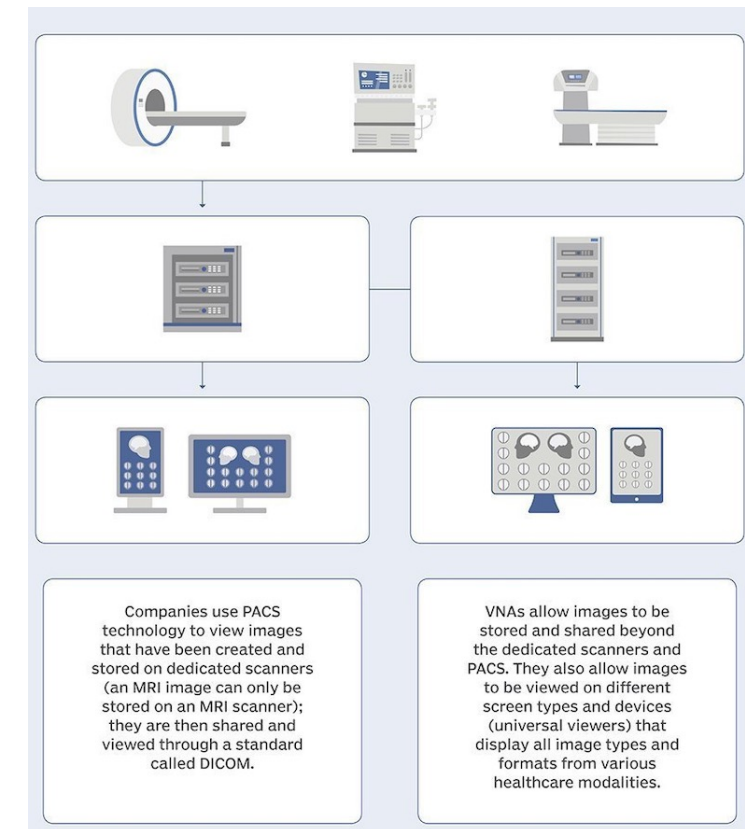 Companies use PACS
technology to view images
that have been created and
stored on dedicated scanners
(an MRI image can only be
stored on an MRI scanner);
they are then shared and
viewed through a standard
called DICOM.
VNAs allow images to be
stored and shared beyond
the dedicated scanners and
PACS. They also allow images
to be viewed on different
screen types and devices
(universal viewers) that
display all image types and
formats from various
healthcare modalities.